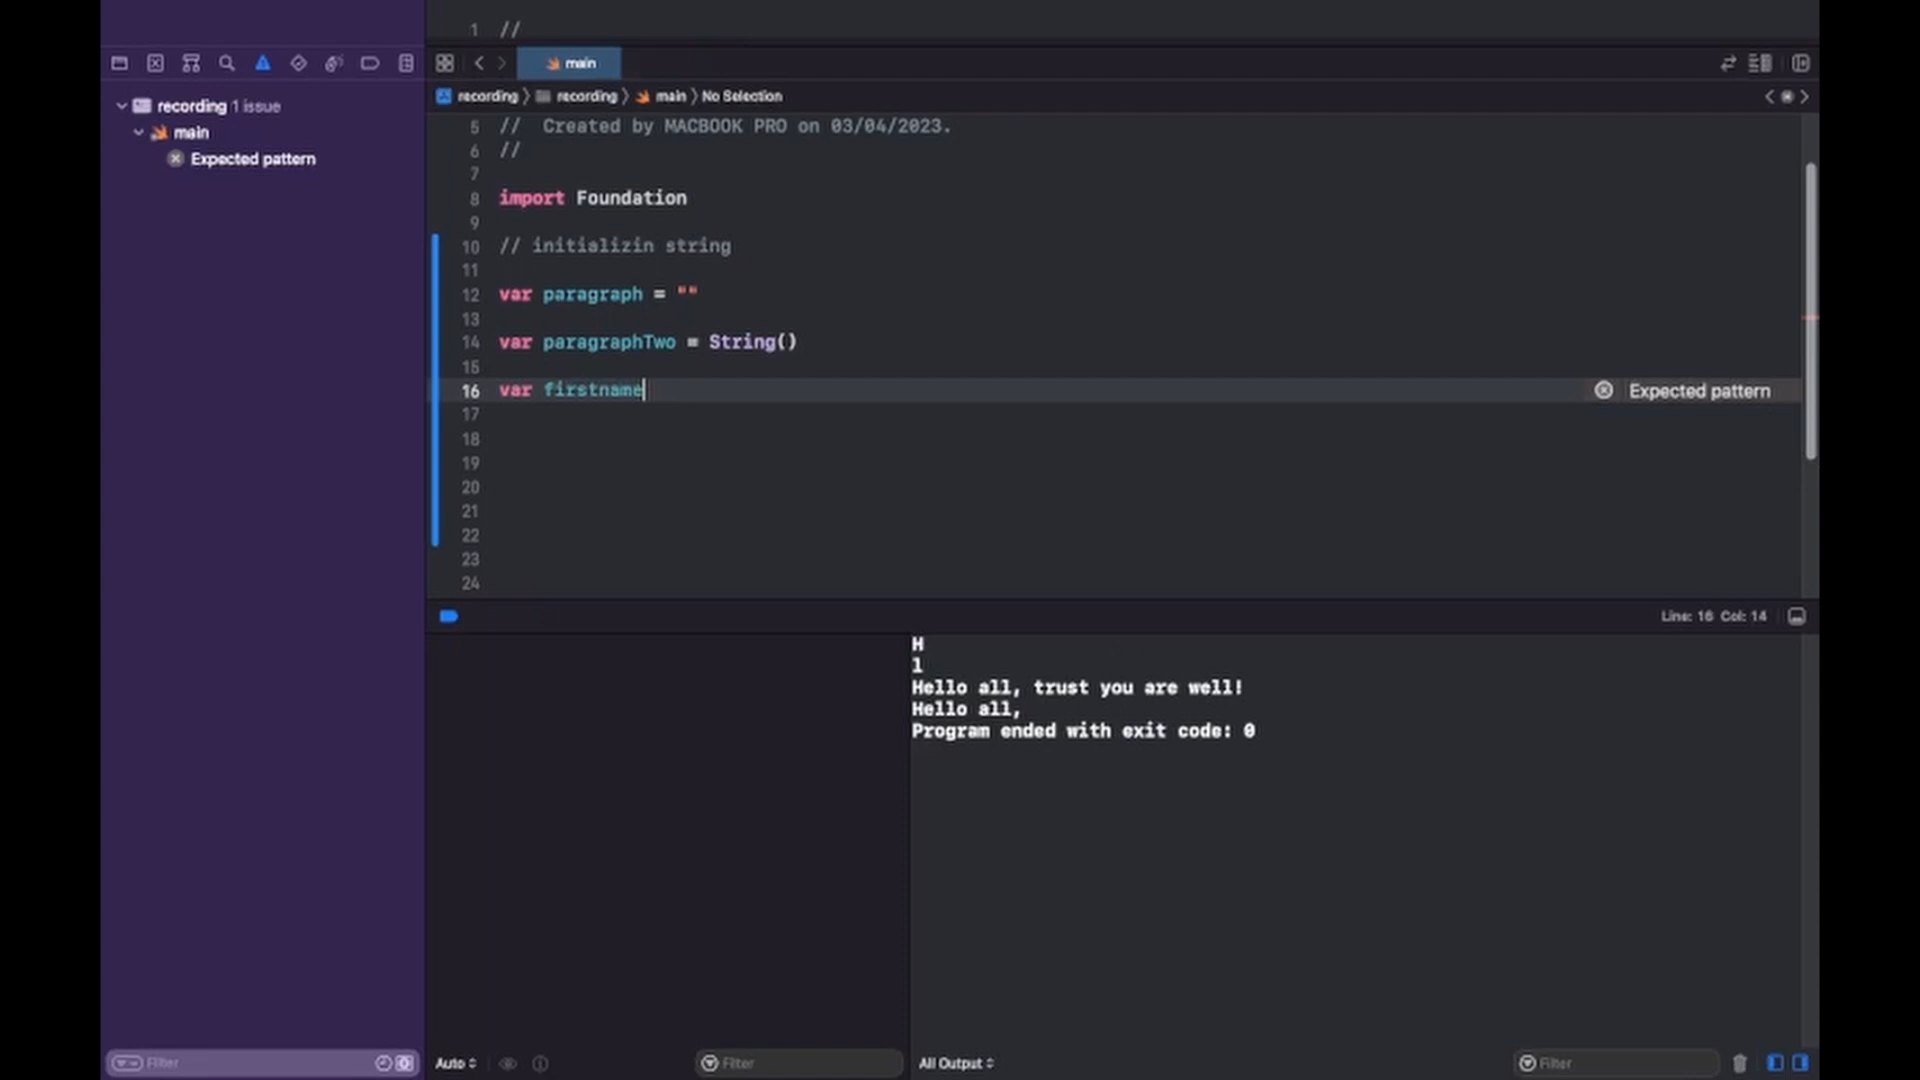 1 //
main
recording 1 issue
main
Expected pattern
recording > recording > main > No Selection
5 //  Created by MACBOOK PRO on 03/04/2023.
6 //
7
8 import Foundation
9
10 // initializin string
11
12 var paragraph = ""
13
14 var paragraphTwo = String()
15
16 var firstname
Expected pattern
17
18
19
20
21
22
23
24
Line: 16 Col: 14
H
l
Hello all, trust you are well!
Hello all,
Program ended with exit code: 0
Filter
Auto
Filter
All Output
Filter